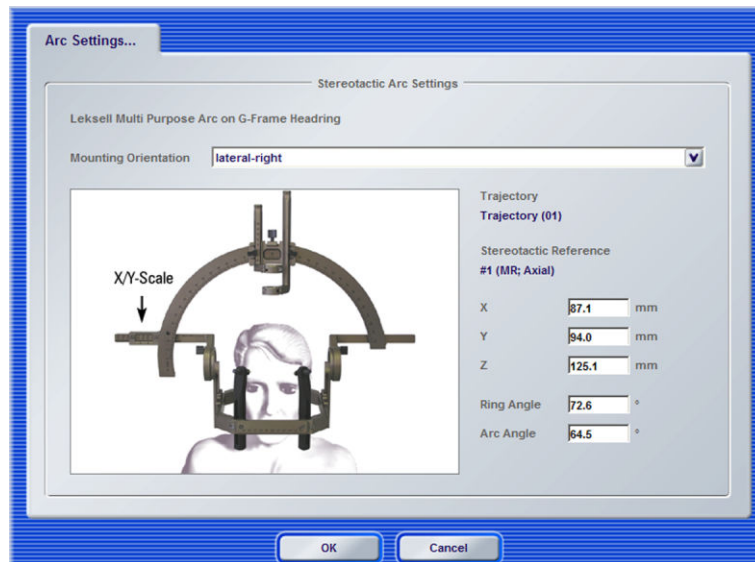 Arc Settings...
Stereotactic Arc Settings
Leksell Multi Purpose Arc on G-Frame Headring
Mounting Orientation lateral-right
X/Y-Scale
Trajectory
Trajectory (01)
Stereotactic Reference
#1 (MR; Axial)
X 87.1 mm
Y 94.0 mm
Z 125.1 mm
Ring Angle 72.6 °
Arc Angle 64.5 °
OK Cancel